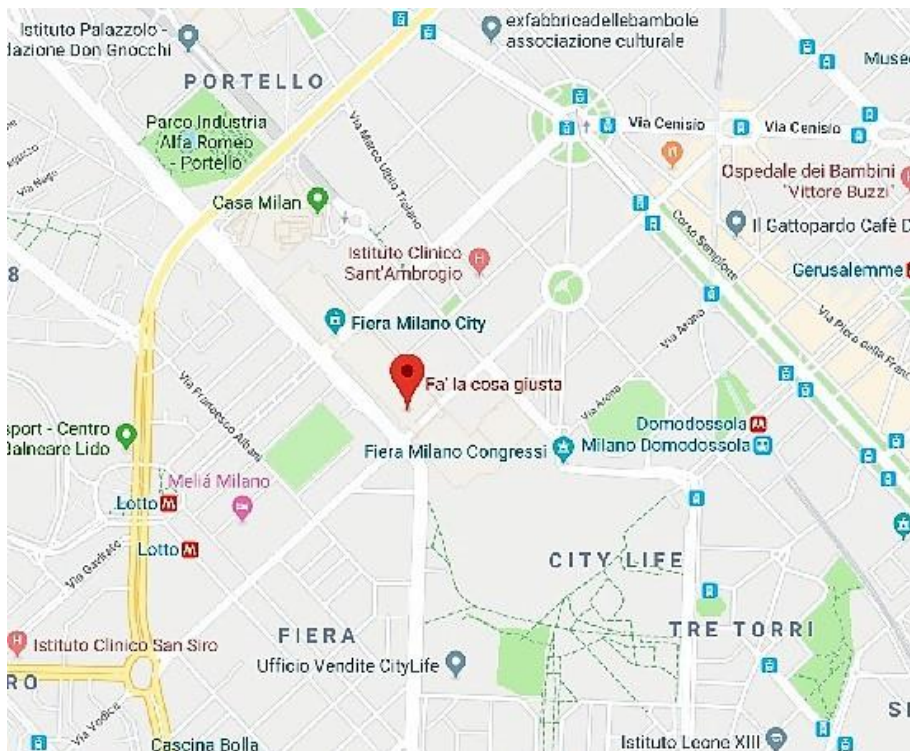 Istituto Palazzolo -
dazione Don Gnocchi
exfabbricadellebambole
associazione culturale
PORTELLO
Muse
Parco Industria
Alfa Romeo
- Portello
Via Marco Ulpio Traiano
Via Cenisio
Via Cenisio
Ospedale dei Bambini
"Vittore Buzzi"
Casa Milan
Istituto Clinico
Sant'Ambrogio
Corso Sempione
Il Gattopardo Cafè D
Gerusalemme
8
Fiera Milano City
Via Arona
Via Piero della Fran
Fa' la cosa giusta
Via Francesco Albani
Via Arona
sport - Centro
Balneare Lido
Fiera Milano Congressi
Domodossola
Milano Domodossola
Meliá Milano
Lotto
Lotto
Via Gavirate
CITY LIFE
FIERA
TRE TORRI
Istituto Clinico San Siro
Ufficio Vendite CityLife
RO
Via Vodice
SI
Cascina Bolla
Istituto Leone XIII